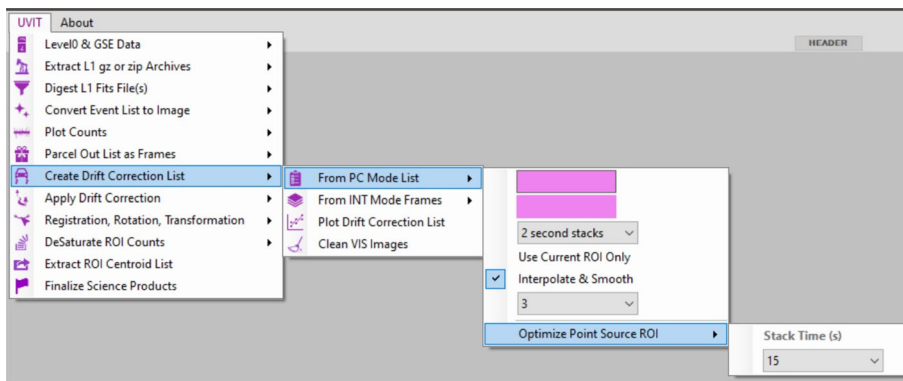 UVIT About
HEADER
Level0 & GSE Data
Extract L1 gz or zip Archives
Digest L1 Fits File(s)
Convert Event List to Image
Plot Counts
Parcel Out List as Frames
Create Drift Correction List
Apply Drift Correction
Registration, Rotation, Transformation
DeSaturate ROI Counts
Extract ROI Centroid List
Finalize Science Products
From PC Mode List
From INT Mode Frames
Plot Drift Correction List
Clean VIS Images
2 second stacks
Use Current ROI Only
Interpolate & Smooth
3
Optimize Point Source ROI
Stack Time (s)
15